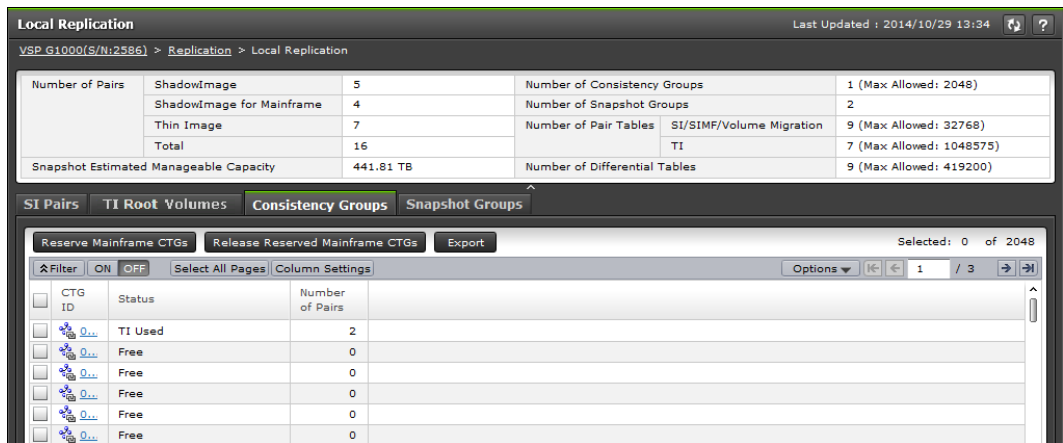 Local Replication Last Updated : 2014/10/29 13:34 ?
VSP G1000(S/N:2586) > Replication > Local Replication
Number of Pairs ShadowImage 5 Number of Consistency Groups 1 (Max Allowed: 2048)
ShadowImage for Mainframe 4 Number of Snapshot Groups 2
Thin Image 7 Number of Pair Tables SI/SIMF/Volume Migration 9 (Max Allowed: 32768)
Total 16 TI 7 (Max Allowed: 1048575)
Snapshot Estimated Manageable Capacity 441.81 TB Number of Differential Tables 9 (Max Allowed: 419200)
SI Pairs TI Root Volumes Consistency Groups Snapshot Groups
Reserve Mainframe CTGs Release Reserved Mainframe CTGs Export Selected: 0 of 2048
Filter ON OFF Select All Pages Column Settings Options 1 / 3
CTG Status Number
ID of Pairs
0... TI Used 2
0... Free 0
0... Free 0
0... Free 0
0... Free 0
0... Free 0